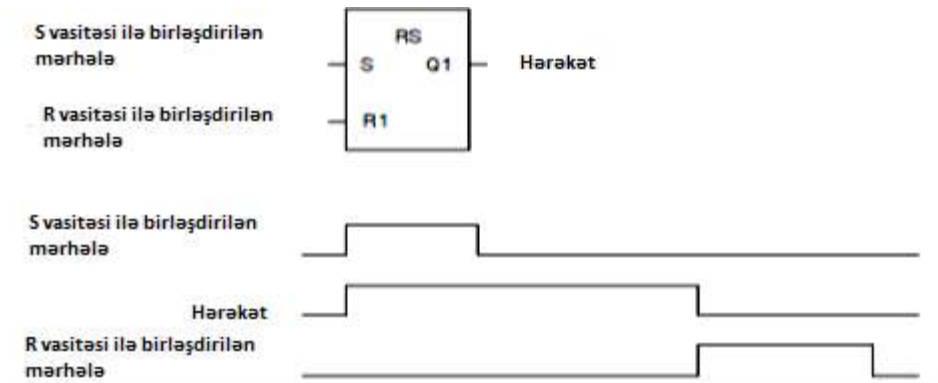 S vasitəsi ilə birləşdirilən
mərhələ
RS
S Q1
Hərəkət
R vasitəsi ilə birləşdirilən
mərhələ
R1
S vasitəsi ilə birləşdirilən
mərhələ
Hərəkət
R vasitəsi ilə birləşdirilən
mərhələ